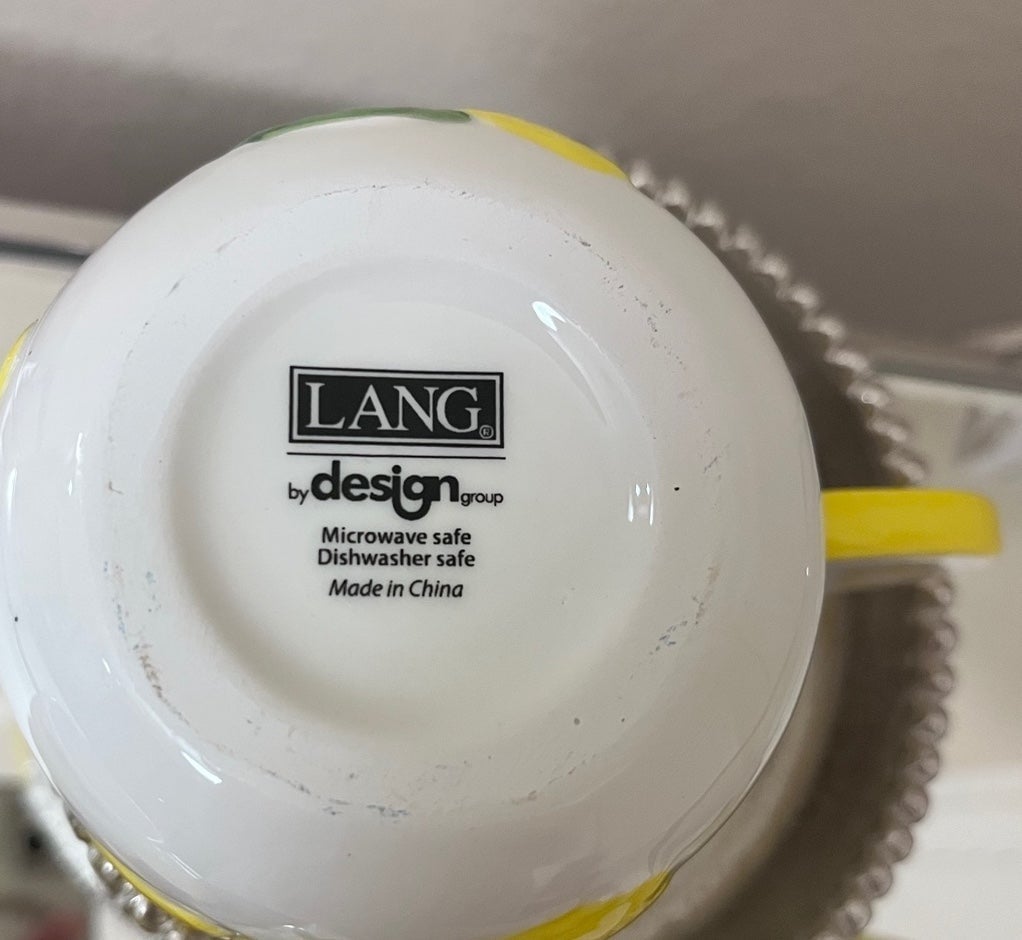 LANG®
by design group
Microwave safe
Dishwasher safe
Made in China